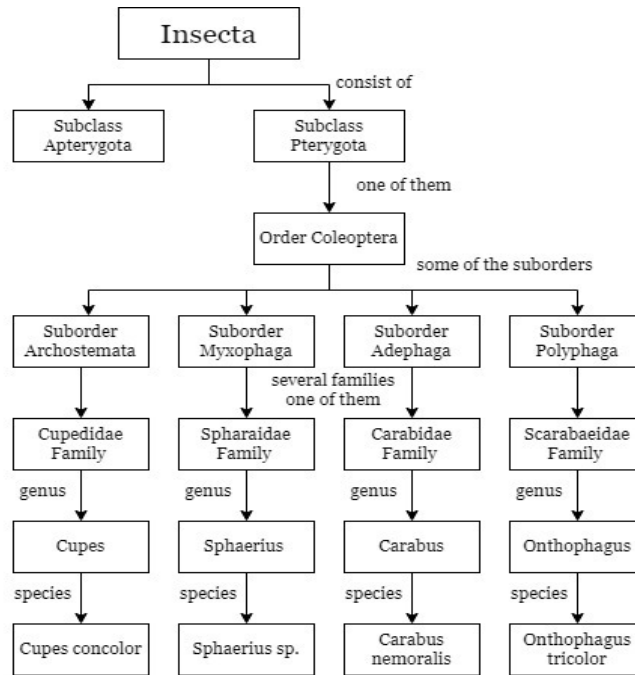 Insecta
consist of
Subclass
Apterygota
Subclass
Pterygota
one of them
Order Coleoptera
some of the suborders
Suborder
Archostemata
Suborder
Myxophaga
Suborder
Adephaga
Suborder
Polyphaga
several families
one of them
Cupedidae
Family
Spharaidae
Family
Carabidae
Family
Scarabaeidae
Family
genus
genus
genus
genus
Cupes
Sphaerius
Carabus
Onthophagus
species
species
species
species
Cupes concolor
Sphaerius sp.
Carabus
nemoralis
Onthophagus
tricolor